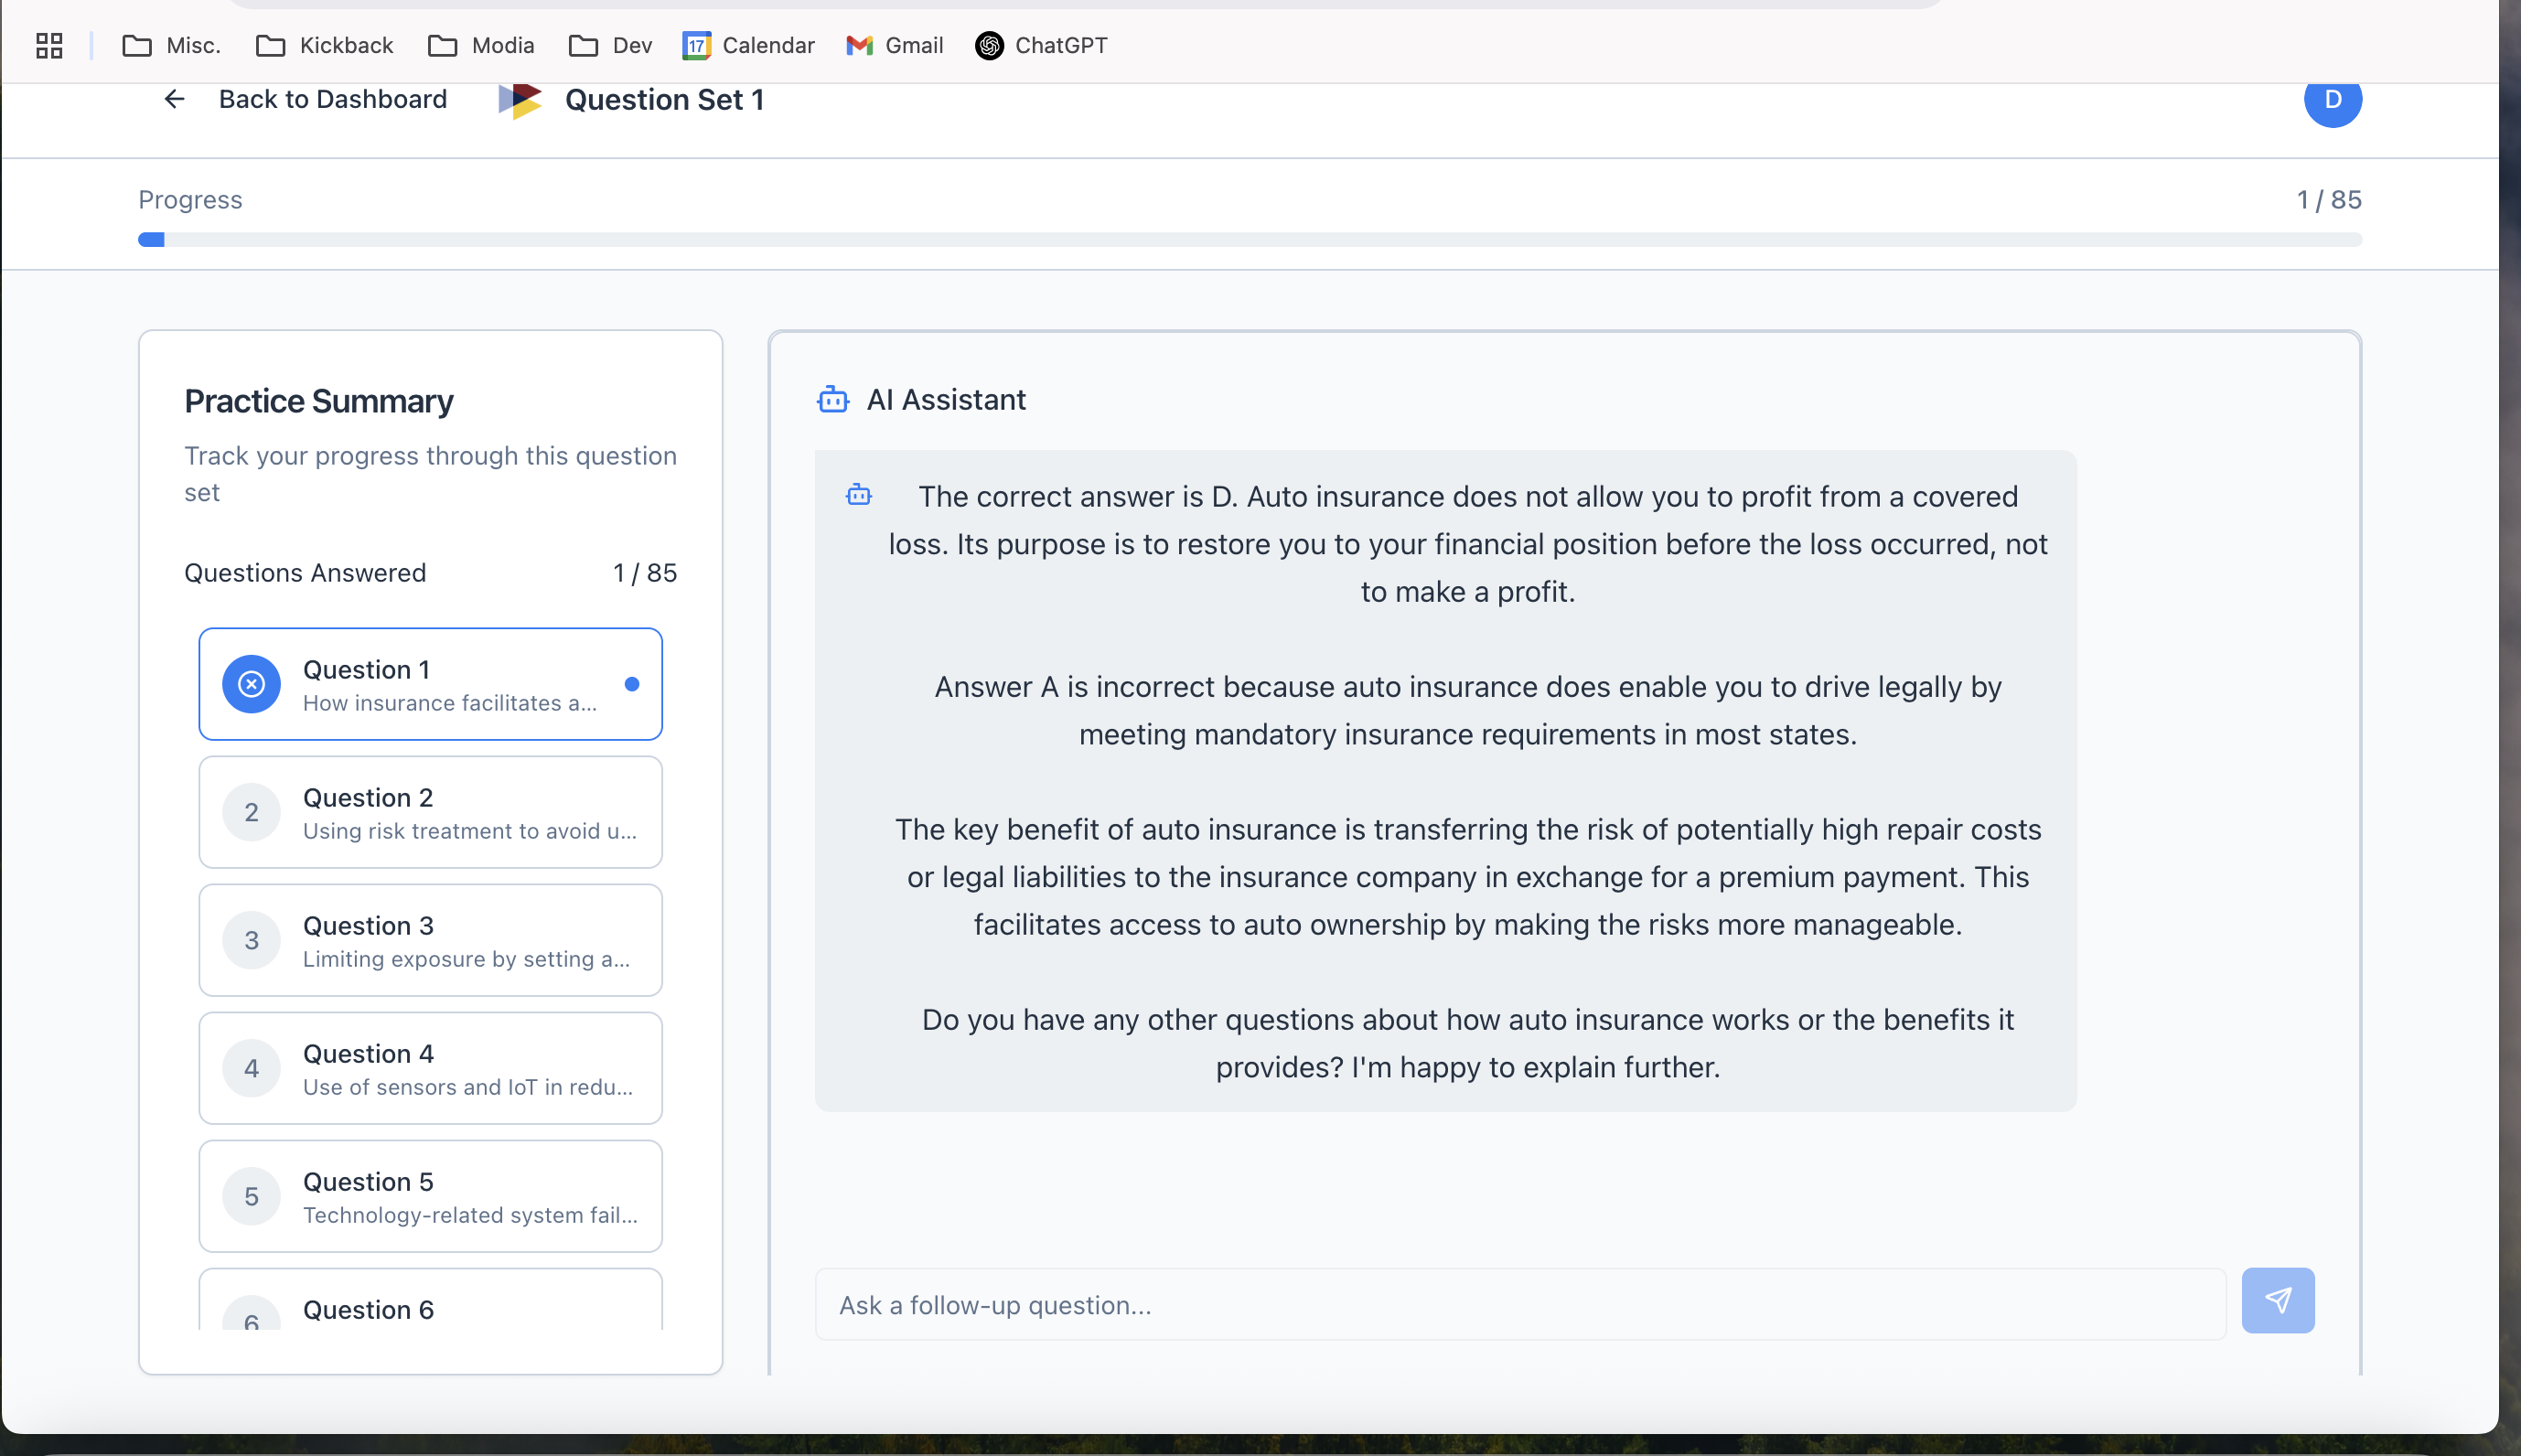 Misc.
Kickback
Modia
Dev
17
Calendar
Gmail
ChatGPT
Back to Dashboard
Question Set 1
D
Progress
1 / 85
Practice Summary
Track your progress through this question
set
Questions Answered
1 / 85
Question 1
How insurance facilitates a...
2
Question 2
Using risk treatment to avoid u...
3
Question 3
Limiting exposure by setting a...
4
Question 4
Use of sensors and IoT in redu...
5
Question 5
Technology-related system fail...
6
Question 6
AI Assistant
The correct answer is D. Auto insurance does not allow you to profit from a covered
loss. Its purpose is to restore you to your financial position before the loss occurred, not
to make a profit.
Answer A is incorrect because auto insurance does enable you to drive legally by
meeting mandatory insurance requirements in most states.
The key benefit of auto insurance is transferring the risk of potentially high repair costs
or legal liabilities to the insurance company in exchange for a premium payment. This
facilitates access to auto ownership by making the risks more manageable.
Do you have any other questions about how auto insurance works or the benefits it
provides? I'm happy to explain further.
Ask a follow-up question...